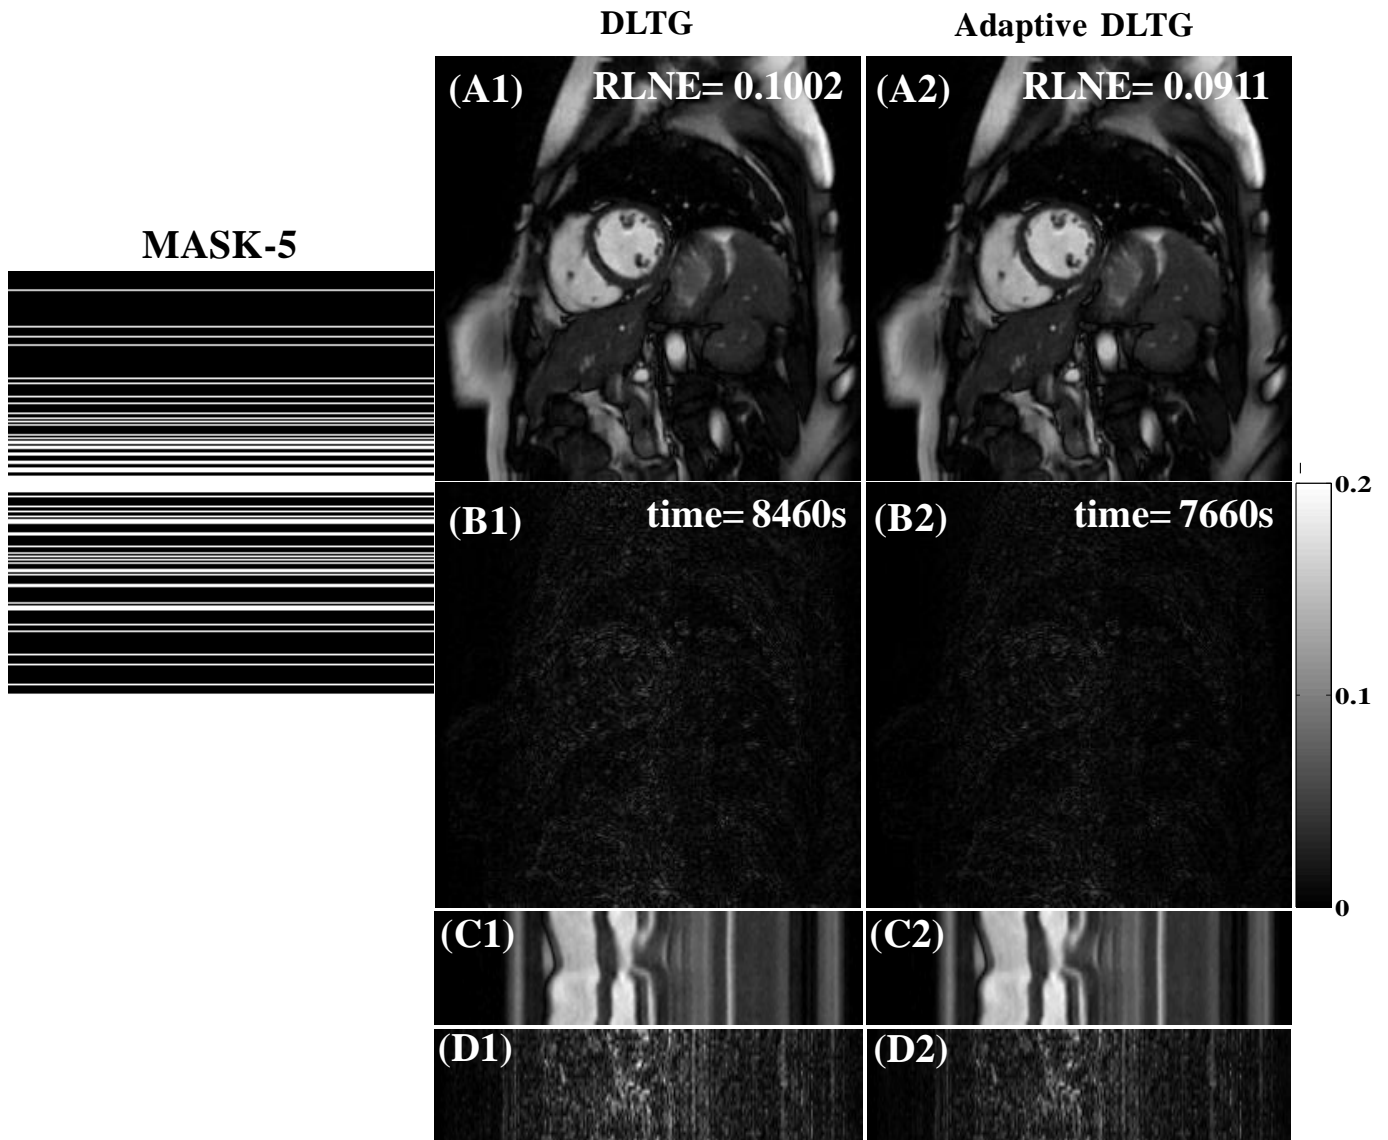 DLTG
Adaptive DLTG
(A1) RLNE= 0.1002
(A2) RLNE= 0.0911
MASK-5
(B1) time= 8460s
(B2) time= 7660s
0.2
0.1
0
(C1)
(C2)
(D1)
(D2)